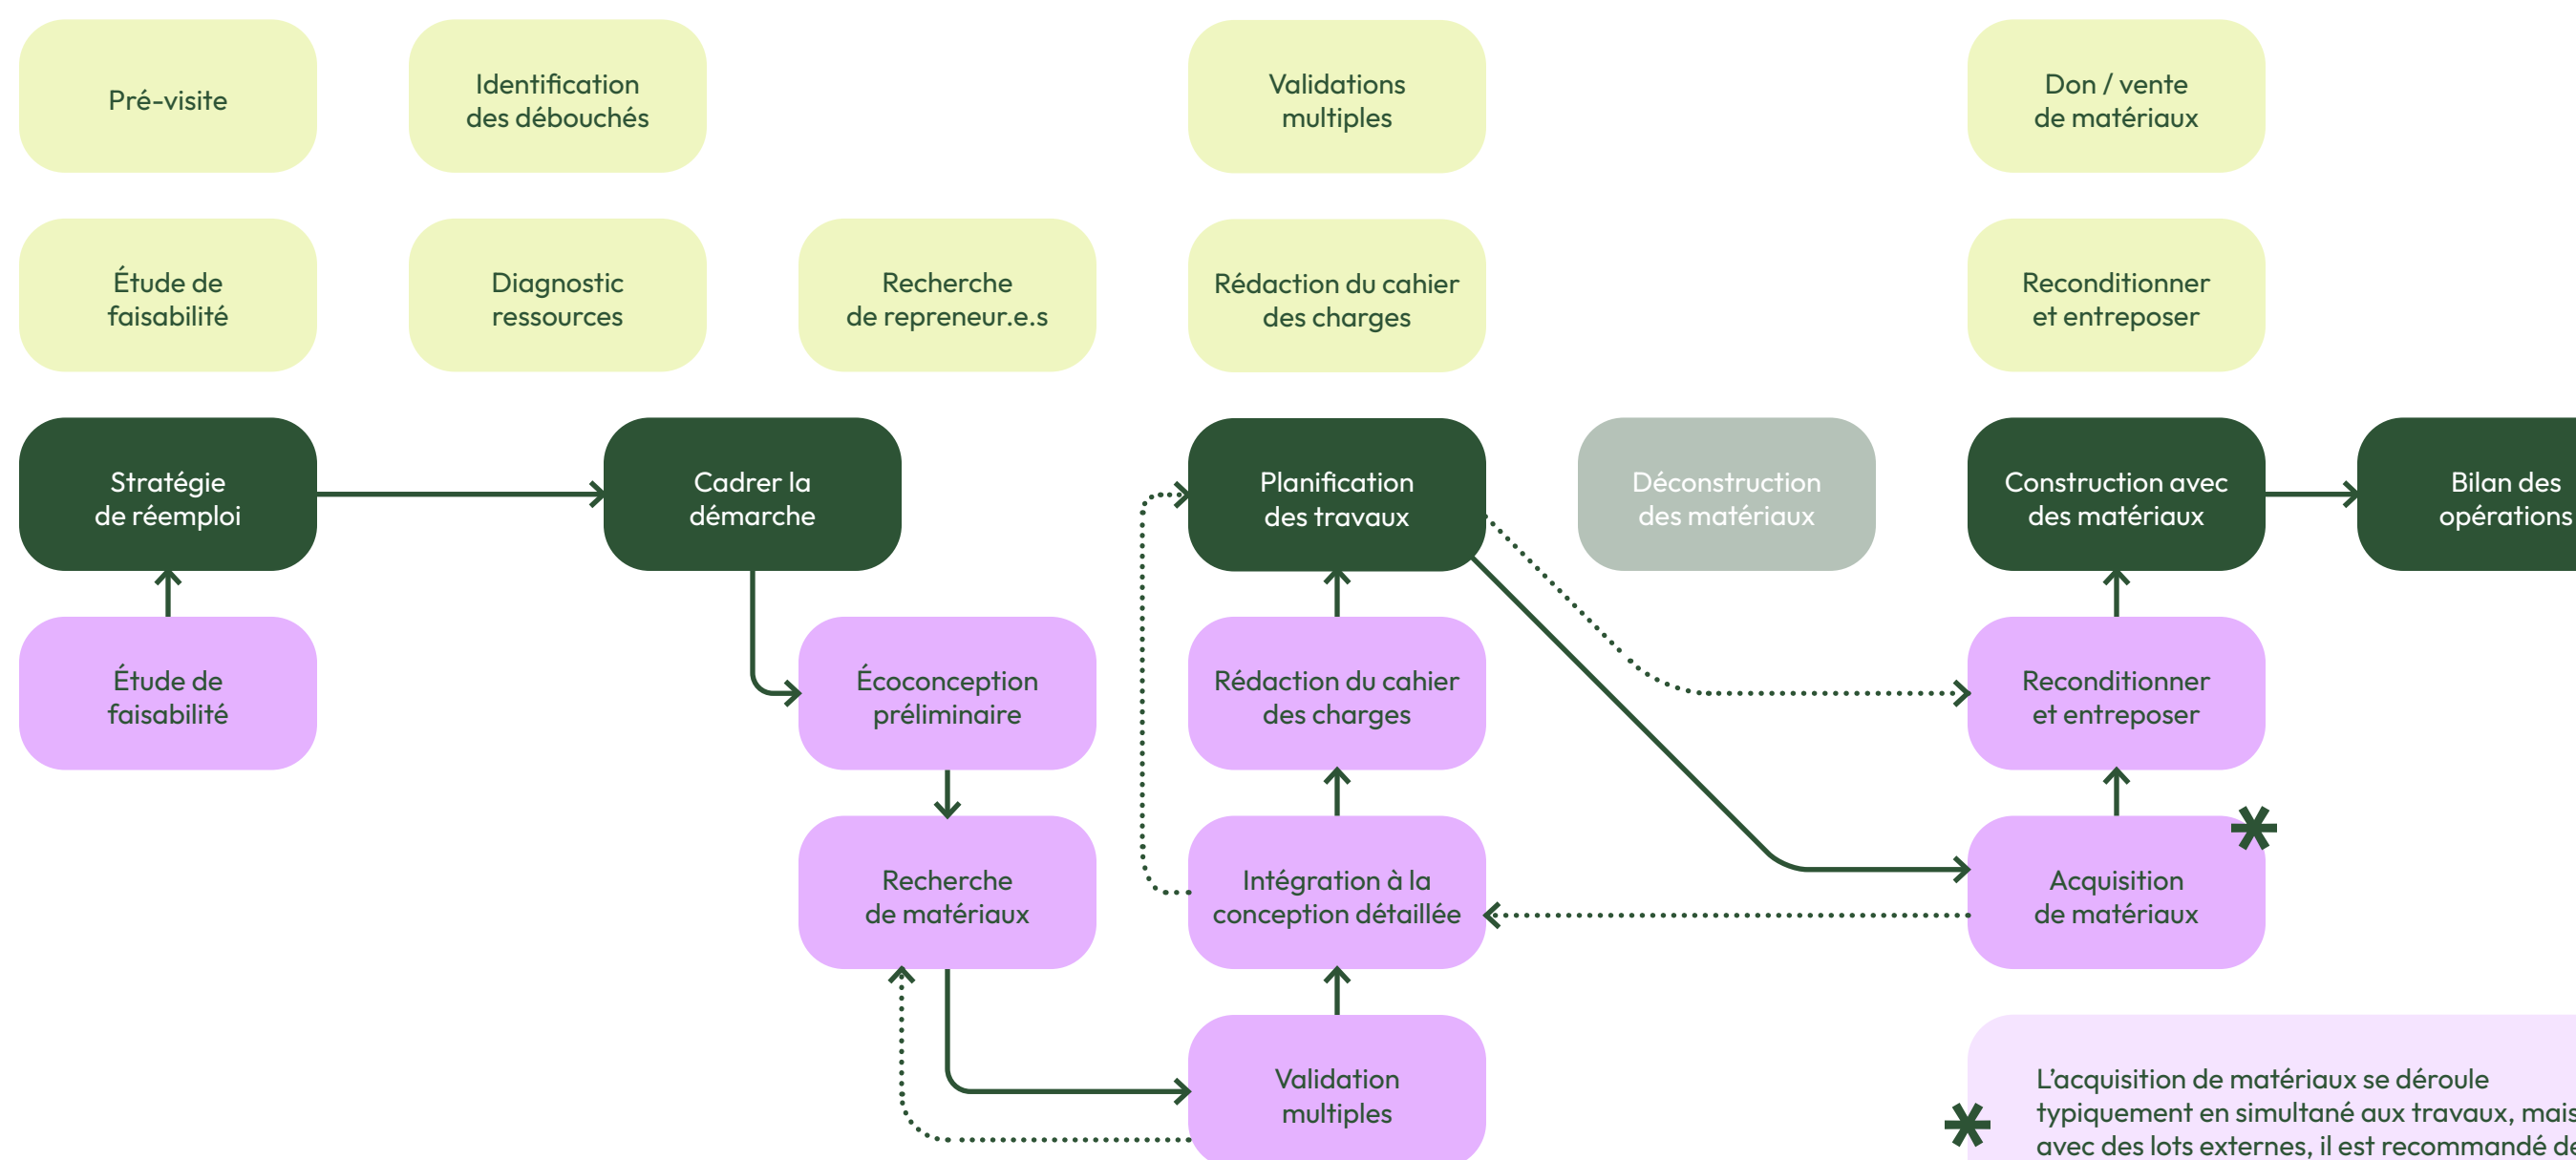 Pré-visite
Identification
des débouchés
Validations
multiples
Don / vente
de matériaux
Étude de
faisabilité
Diagnostic
ressources
Recherche
de repreneur.e.s
Rédaction du cahier
des charges
Reconditionner
et entreposer
Stratégie
de réemploi
Cadrer la
démarche
Planification
des travaux
Déconstruction
des matériaux
Construction avec
des matériaux
Bilan des
opérations
Étude de
faisabilité
Écoconception
préliminaire
Rédaction du cahier
des charges
Reconditionner
et entreposer
Recherche
de matériaux
Intégration à la
conception détaillée
Acquisition
de matériaux
Validation
multiples
L’acquisition de matériaux se déroule
typiquement en simultané aux travaux, mais
avec des lots externes, il est recommandé de